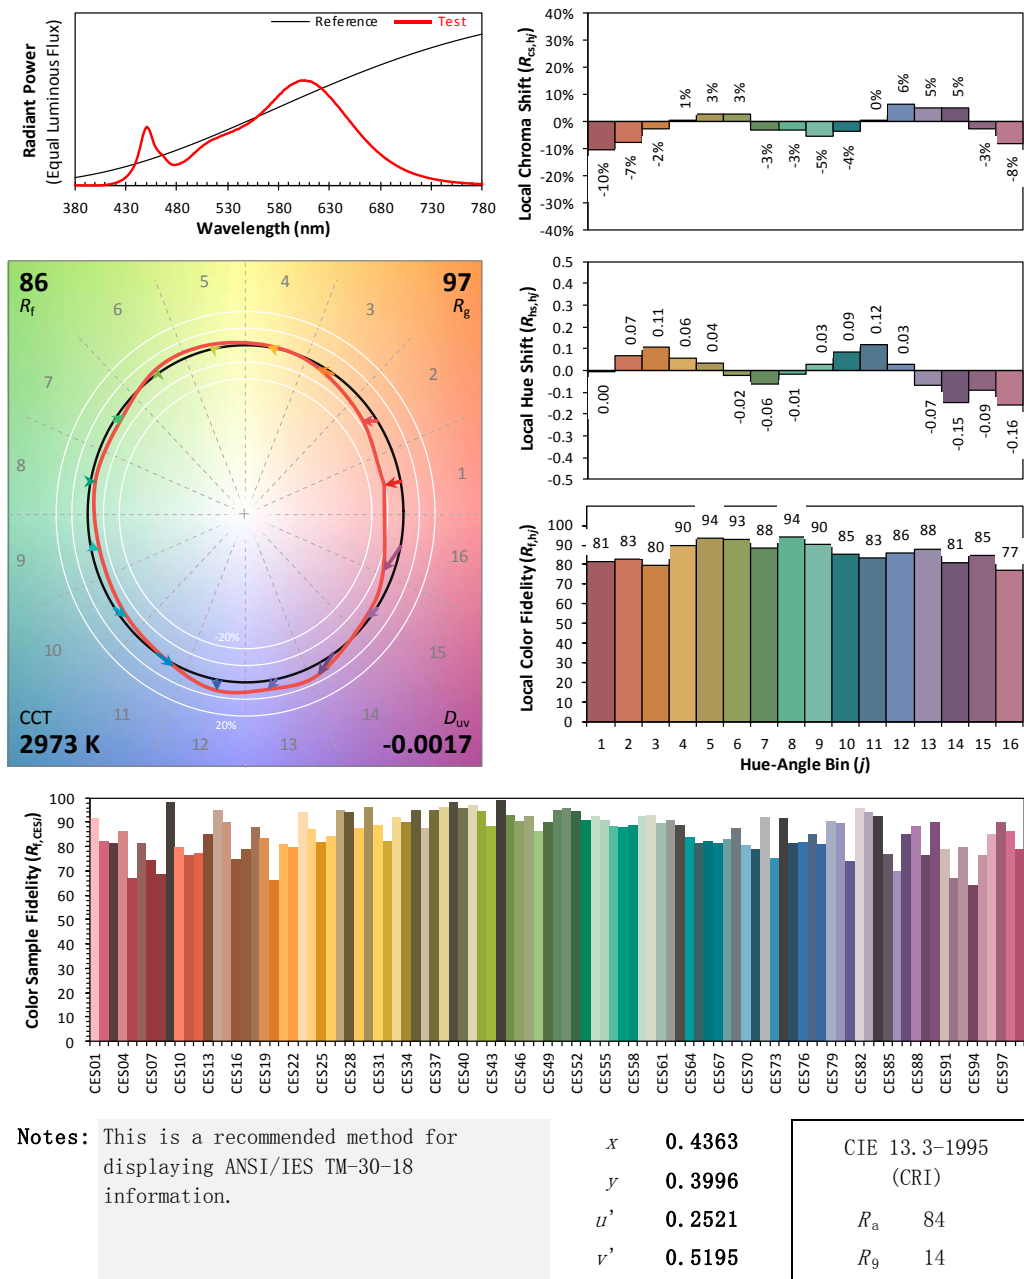 Reference
Test
Radiant Power
(Equal Luminous Flux)
380 430 480 530 580 630 680 730 780
Wavelength (nm)
Local Chroma Shift (Rcs,hj)
40%
30%
20%
10%
0%
-10%
-20%
-30%
-40%
-10% -7% -2% 1% 3% 3% -3% -3% -5% -4% 0% 6% 5% 5% -3% -8%
86
Rf
97
Rg
5 4
6 3
7 2
8 1
9 16
10 15
11 14
12 13
-20%
20%
CCT
2973 K
Duv
-0.0017
Local Hue Shift (Rhs,hj)
0.5
0.4
0.3
0.2
0.1
0.0
-0.1
-0.2
-0.3
-0.4
-0.5
0.00 0.07 0.11 0.06 0.04 -0.02 -0.06 -0.01 0.03 0.09 0.12 0.03 -0.07 -0.15 -0.09 -0.16
Local Color Fidelity (Rf,hj)
100
90
80
70
60
50
40
30
20
10
0
81 83 80 90 94 93 88 94 90 85 83 86 88 81 85 77
1 2 3 4 5 6 7 8 9 10 11 12 13 14 15 16
Hue-Angle Bin (j)
Color Sample Fidelity (Rf,CESi)
100
90
80
70
60
50
40
30
20
10
0
CES01 CES04 CES07 CES10 CES13 CES16 CES19 CES22 CES25 CES28 CES31 CES34 CES37 CES40 CES43 CES46 CES49 CES52 CES55 CES58 CES61 CES64 CES67 CES70 CES73 CES76 CES79 CES82 CES85 CES88 CES91 CES94 CES97
Notes: This is a recommended method for
displaying ANSI/IES TM-30-18
information.
x 0.4363
y 0.3996
u' 0.2521
v' 0.5195
CIE 13.3-1995
(CRI)
Ra 84
R9 14